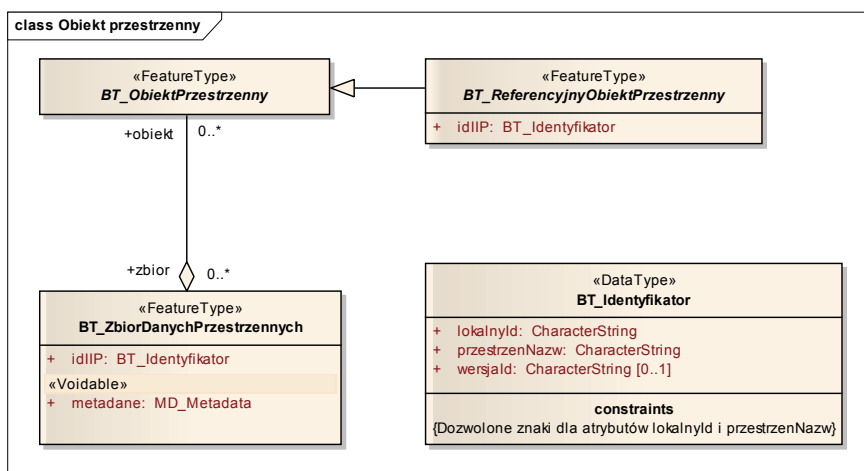 class Obiekt przestrzenny
«FeatureType»
BT_ObiektPrzestrzenny
«FeatureType»
BT_ReferencyjnyObiektPrzestrzenny
+ idIIP: BT_Identyfikator
+obiekt
0..*
+zbior
0..*
«FeatureType»
BT_ZbiorDanychPrzestrzennych
+ idIIP: BT_Identyfikator
«Voidable»
+ metadane: MD_Metadata
«DataType»
BT_Identyfikator
+ lokalnyId: CharacterString
+ przestrzenNazw: CharacterString
+ wersjaId: CharacterString [0..1]
constraints
{Dozwolone znaki dla atrybutów lokalnyId i przestrzenNazw}